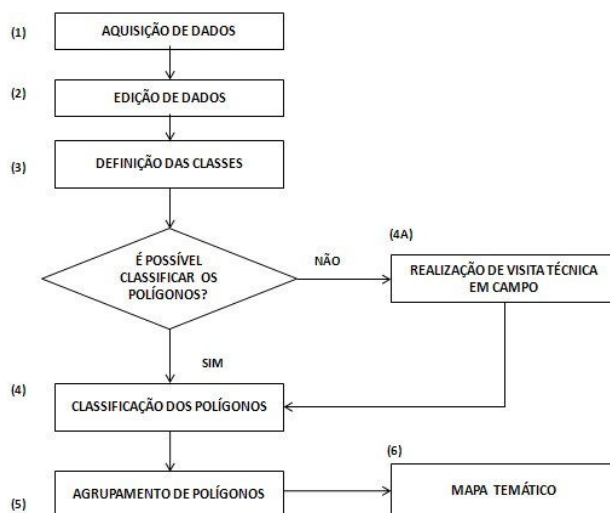 (1)
AQUISIÇÃO DE DADOS
(2)
EDIÇÃO DE DADOS
(3)
DEFINIÇÃO DAS CLASSES
É POSSÍVEL
CLASSIFICAR OS
POLÍGONOS?
NÃO
(4A)
REALIZAÇÃO DE VISITA TÉCNICA
EM CAMPO
SIM
(4)
CLASSIFICAÇÃO DOS POLÍGONOS
(5)
AGRUPAMENTO DE POLÍGONOS
(6)
MAPA TEMÁTICO